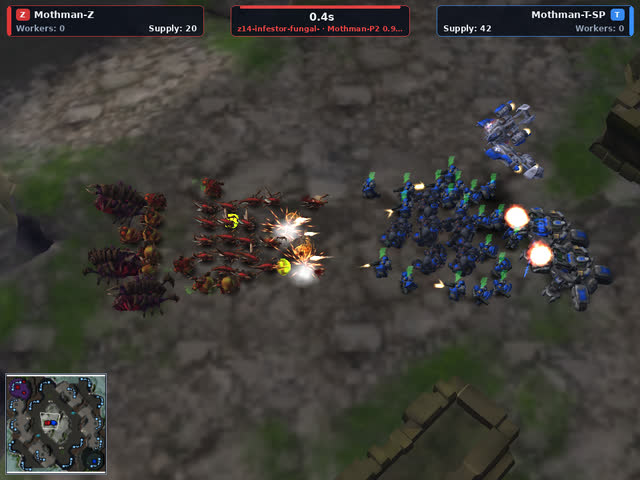 Z Mothman-Z
Workers: 0 Supply: 20
0.4s
z14-infestor-fungal- · Mothman-P2 0.9...
Mothman-T-SP T
Supply: 42 Workers: 0